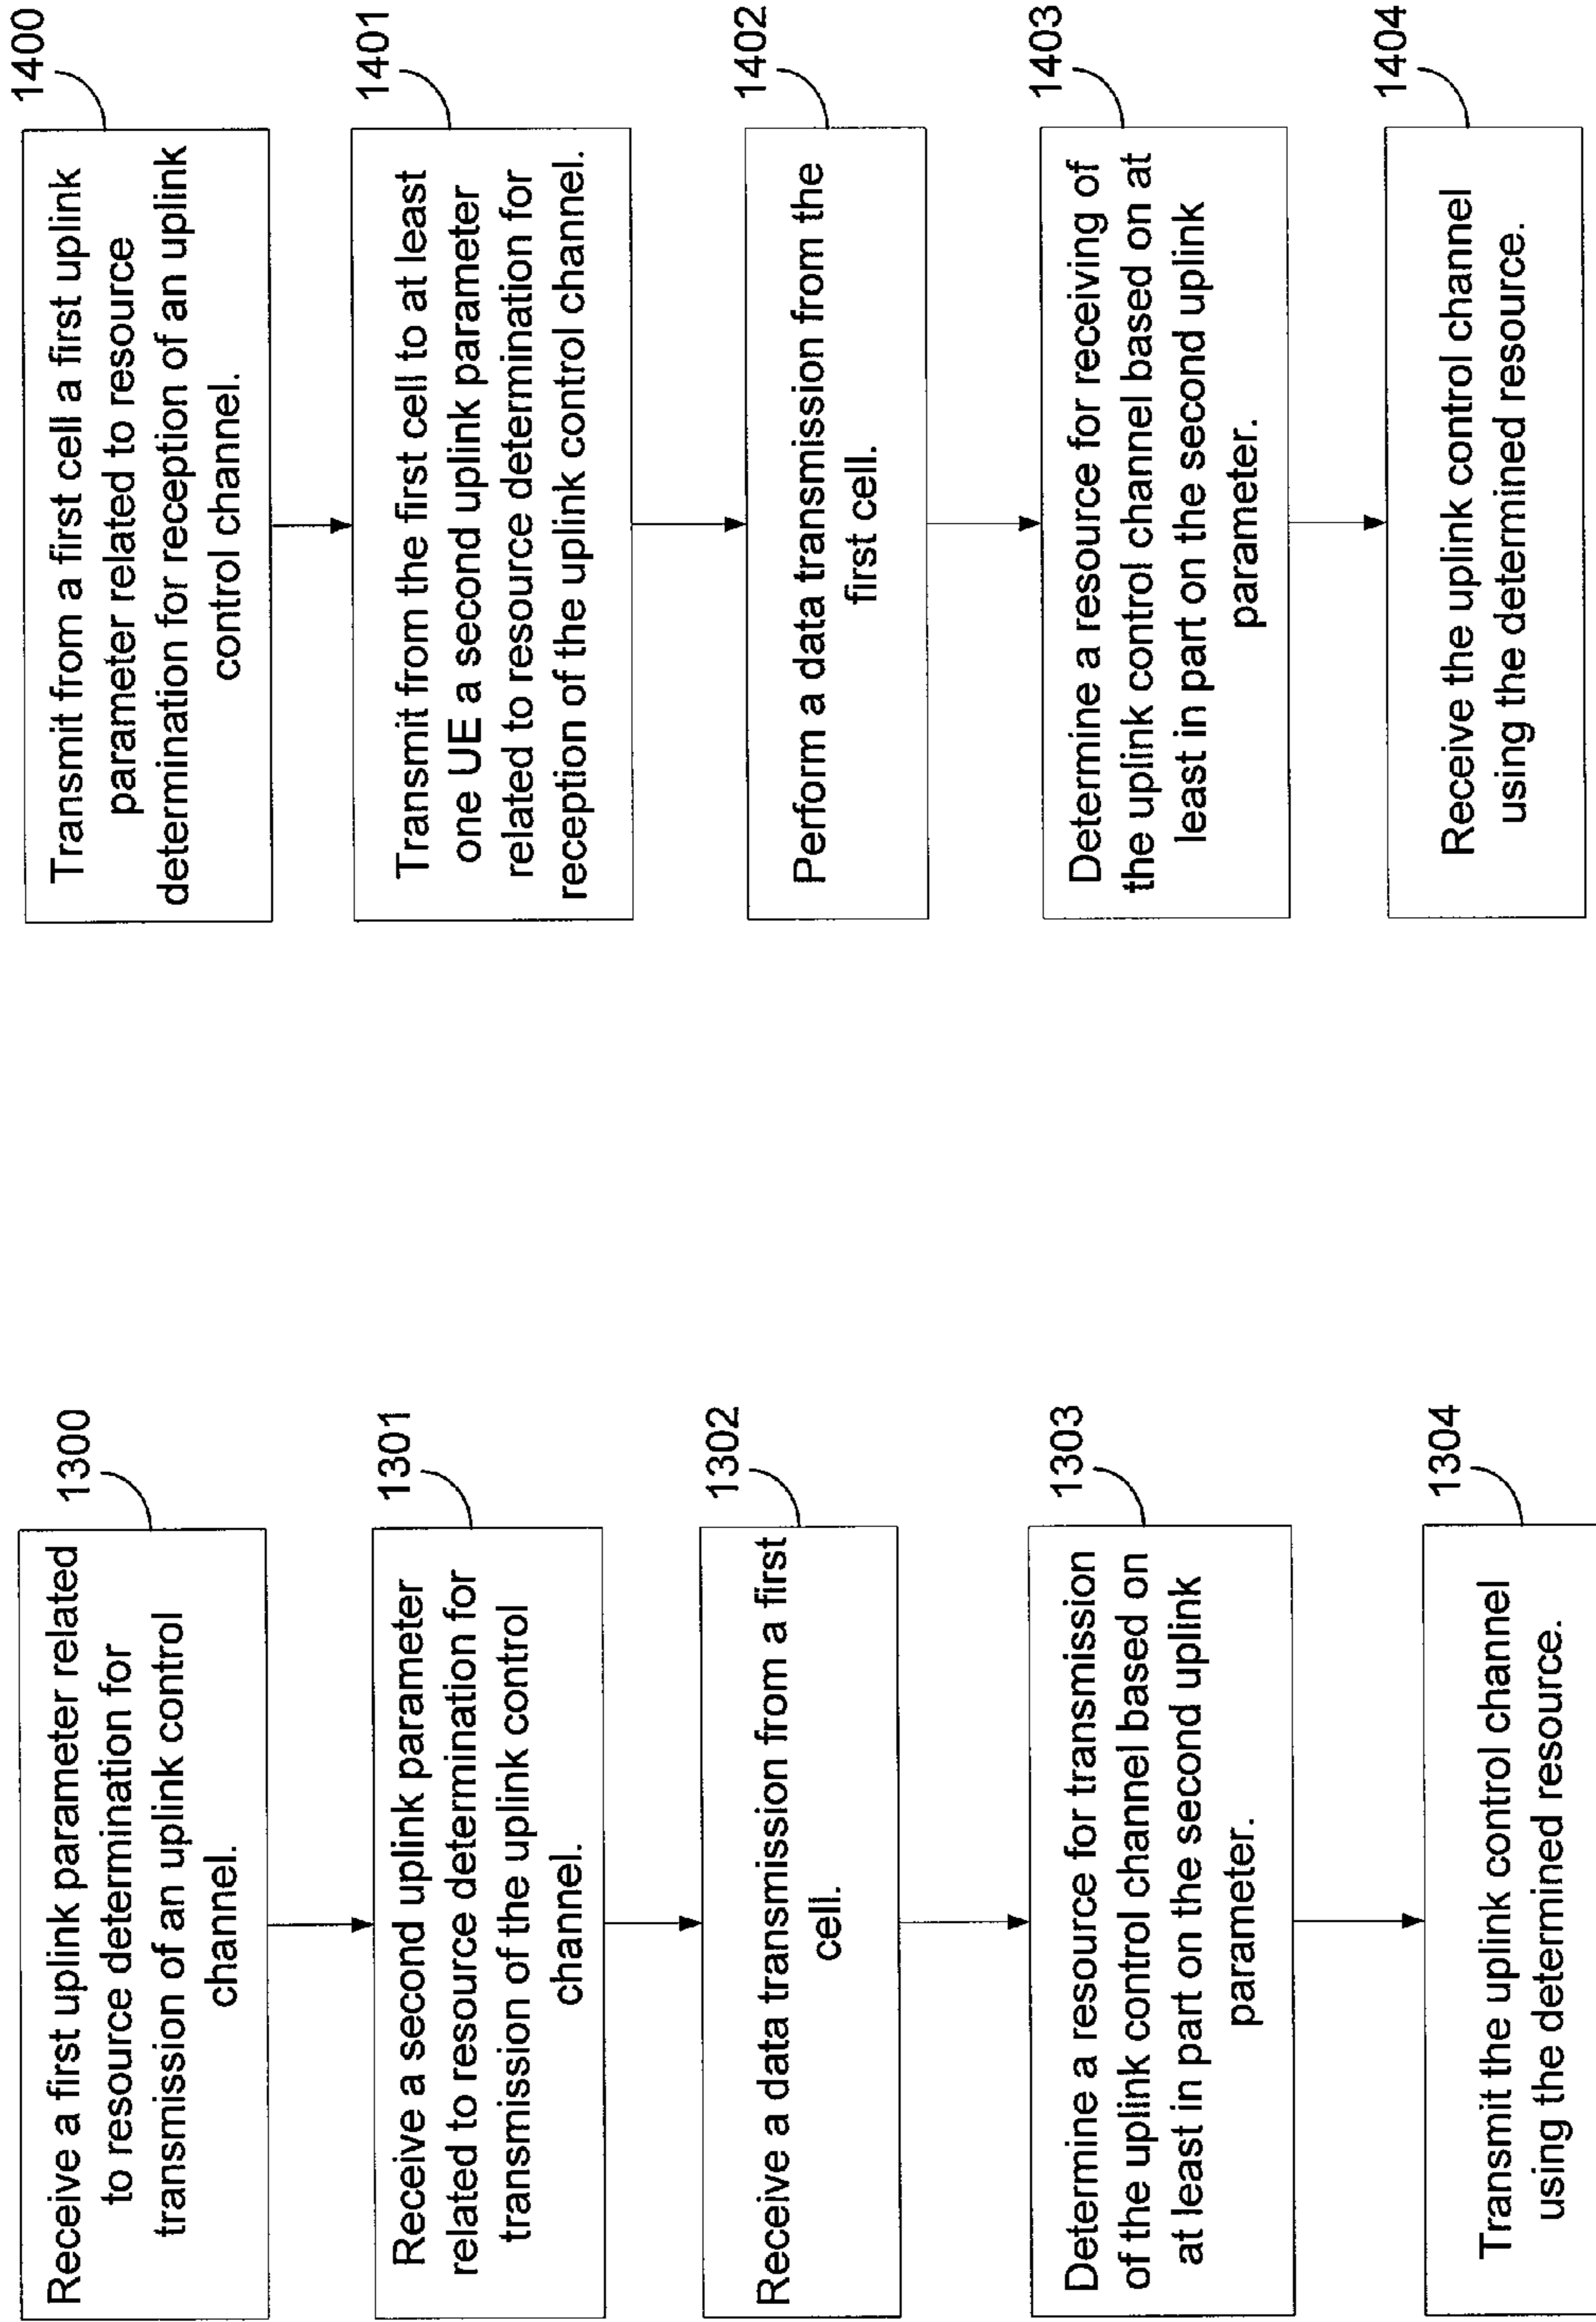 1300
Receive a first uplink parameter related
to resource determination for
transmission of an uplink control
channel.
1301
Receive a second uplink parameter
related to resource determination for
transmission of the uplink control
channel.
1302
Receive a data transmission from a first
cell.
1303
Determine a resource for transmission
of the uplink control channel based on
at least in part on the second uplink
parameter.
1304
Transmit the uplink control channel
using the determined resource.
1400
Transmit from a first cell a first uplink
parameter related to resource
determination for reception of an uplink
control channel.
1401
Transmit from the first cell to at least
one UE a second uplink parameter
related to resource determination for
reception of the uplink control channel.
1402
Perform a data transmission from the
first cell.
1403
Determine a resource for receiving of
the uplink control channel based on at
least in part on the second uplink
parameter.
1404
Receive the uplink control channel
using the determined resource.